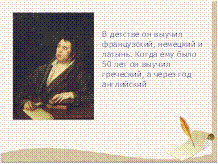 В детстве он выучил
французский, немецкий и
латынь. Когда ему было
50 лет он выучил
греческий, а через год
английский